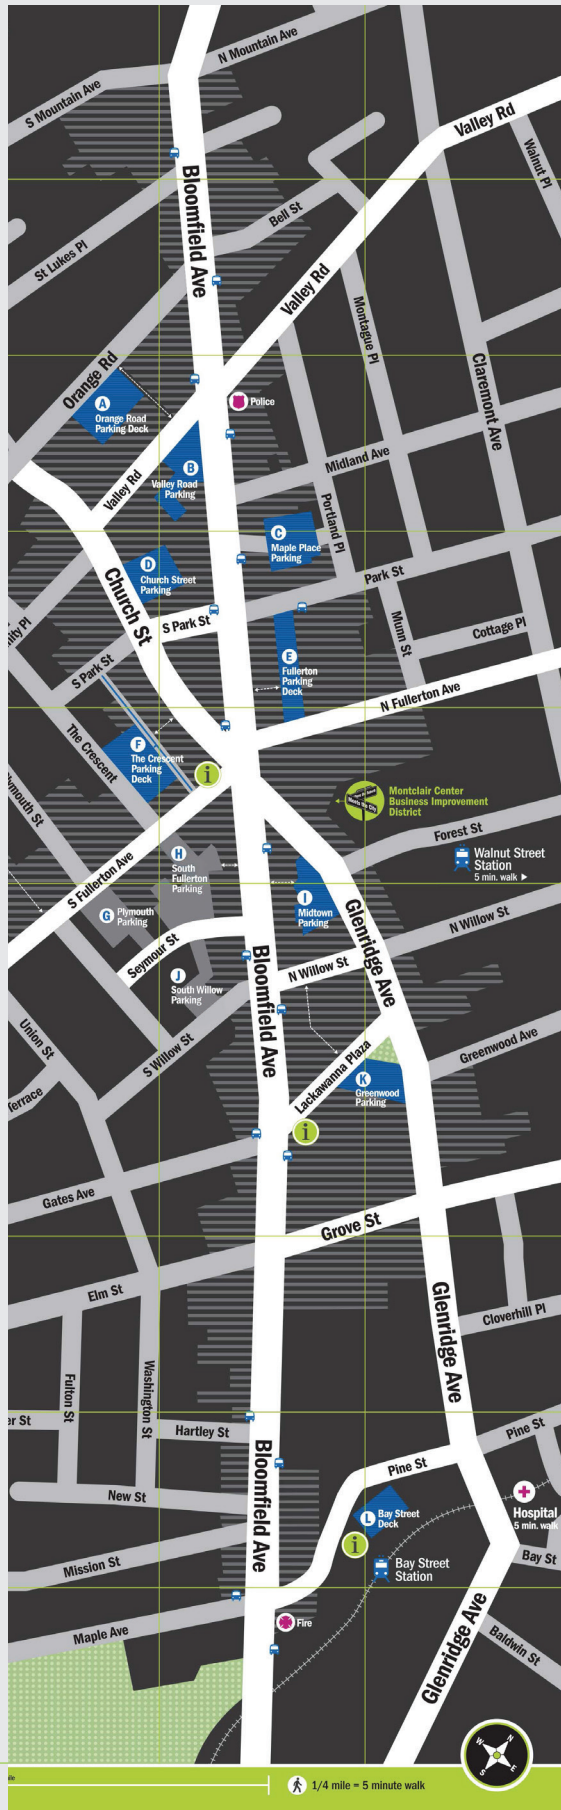 N Mountain Ave
S Mountain Ave
Valley Rd
Walnut Pl
Bloomfield Ave
Bell St
St Lukes Pl
Valley Rd
Montague Pl
Claremont Ave
Orange Rd
A
Orange Road
Parking Deck
Police
B
Valley Road
Parking
Valley Rd
Midland Ave
Portland Pl
C
Maple Place
Parking
D
Church Street
Parking
Church St
Park St
S Park St
Munn St
Cottage Pl
S Park St
E
Fullerton
Parking
Deck
N Fullerton Ave
The Crescent
F
The Crescent
Parking
Deck
i
Montclair Center
Business Improvement
District
Forest St
Walnut Street
Station
5 min. walk ▶
H
South
Fullerton
Parking
S Fullerton Ave
G
Plymouth
Parking
I
Midtown
Parking
Glenridge Ave
N Willow St
Seymour St
Bloomfield Ave
N Willow St
J
South Willow
Parking
S Willow St
Union St
Lackawanna Plaza
Greenwood Ave
K
Greenwood
Parking
i
Gates Ave
Grove St
Elm St
Glenridge Ave
Cloverhill Pl
Fulton St
Washington St
er St
Hartley St
Bloomfield Ave
Pine St
Pine St
New St
L
Bay Street
Deck
Hospital
5 min. walk
i
Bay Street
Station
Bay St
Mission St
Maple Ave
Fire
Glenridge Ave
Baldwin St
N
W
E
S
1/4 mile = 5 minute walk